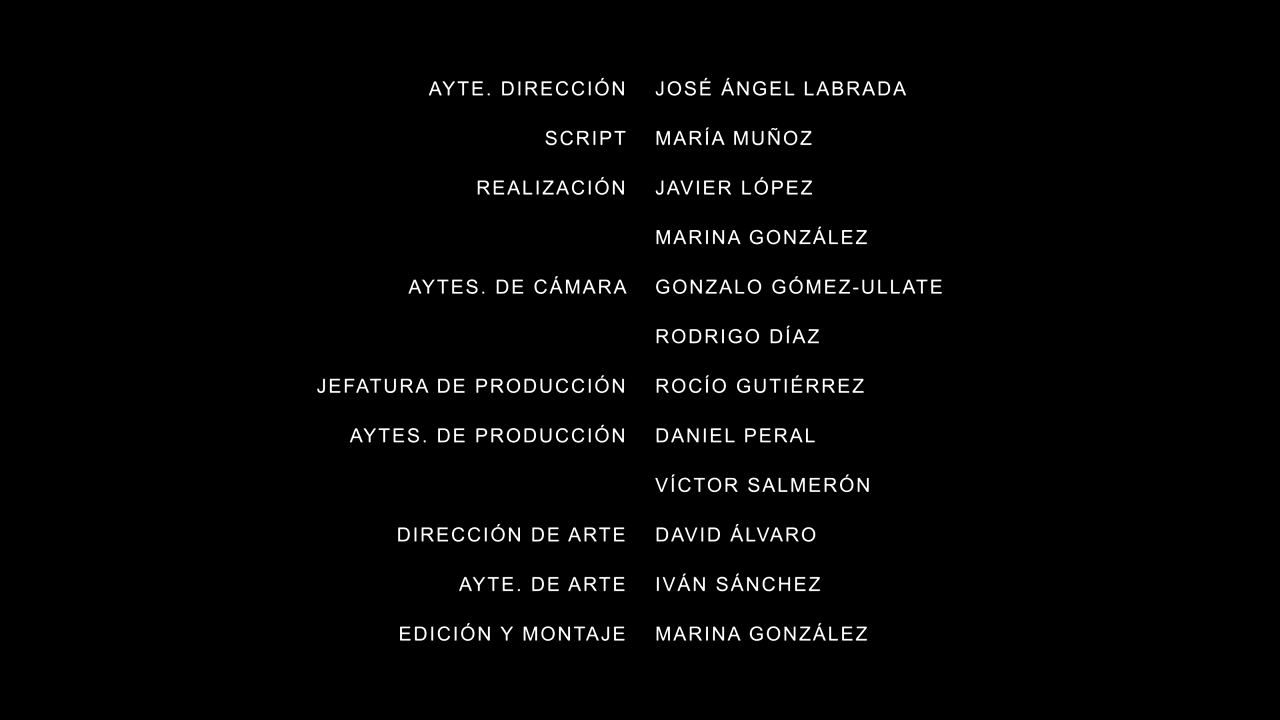 AYTE. DIRECCIÓN JOSÉ ÁNGEL LABRADA
SCRIPT MARÍA MUÑOZ
REALIZACIÓN JAVIER LÓPEZ
MARINA GONZÁLEZ
AYTES. DE CÁMARA GONZALO GÓMEZ-ULLATE
RODRIGO DÍAZ
JEFATURA DE PRODUCCIÓN ROCÍO GUTIÉRREZ
AYTES. DE PRODUCCIÓN DANIEL PERAL
VÍCTOR SALMERÓN
DIRECCIÓN DE ARTE DAVID ÁLVARO
AYTE. DE ARTE IVÁN SÁNCHEZ
EDICIÓN Y MONTAJE MARINA GONZÁLEZ